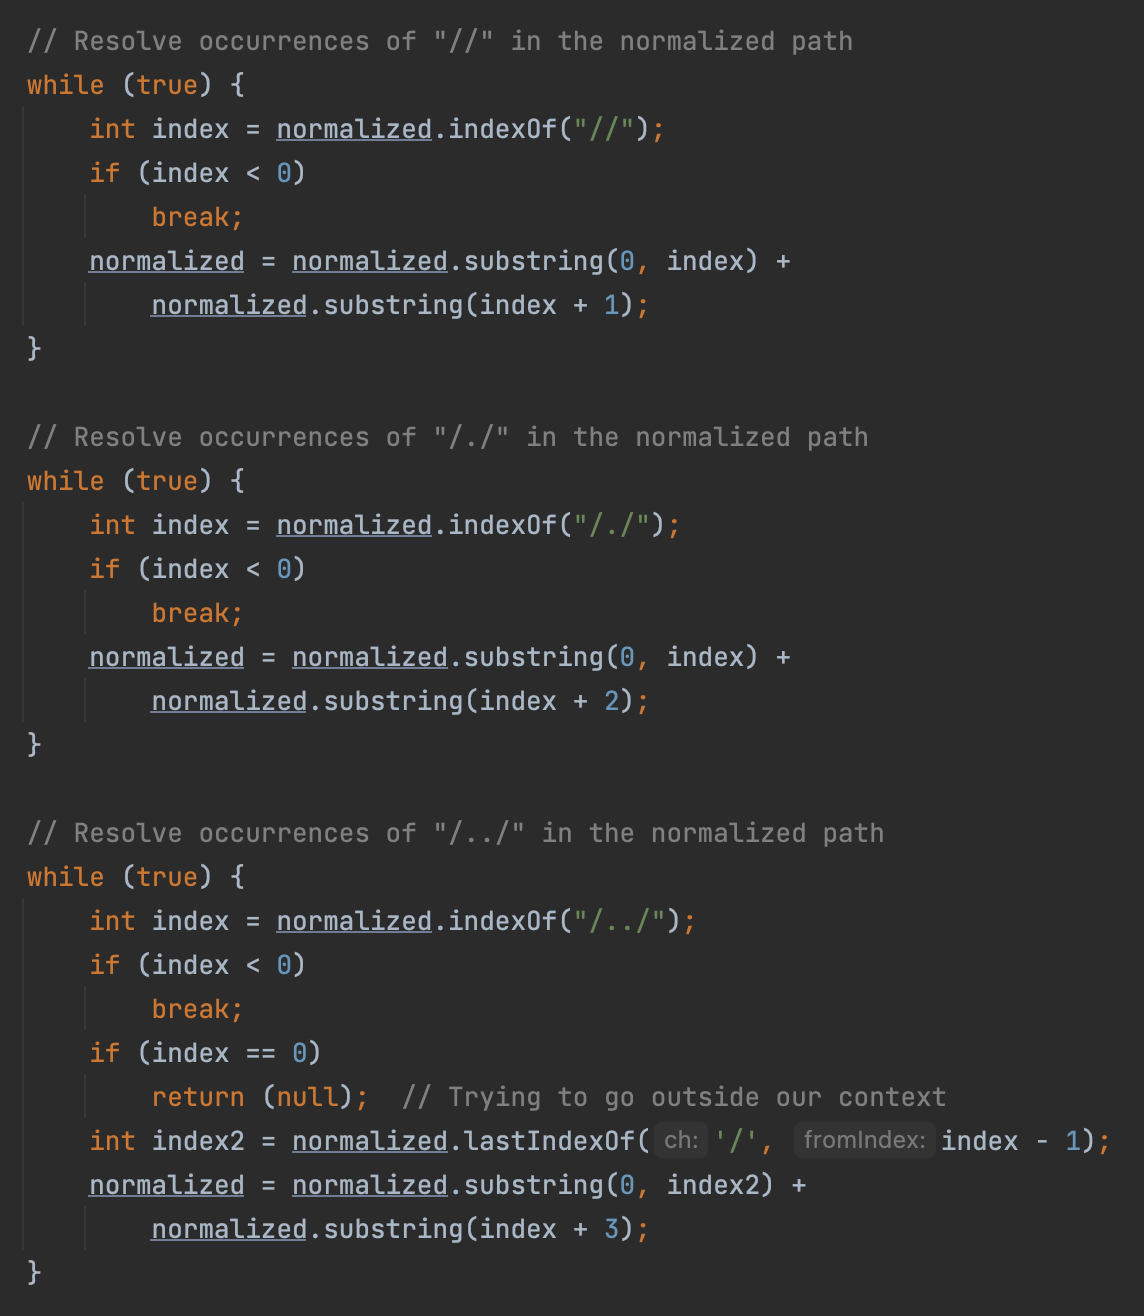 // Resolve occurrences of "//" in the normalized path
while (true) {
    int index = normalized.indexOf("//");
    if (index < 0)
        break;
    normalized = normalized.substring(0, index) +
        normalized.substring(index + 1);
}

// Resolve occurrences of "/./" in the normalized path
while (true) {
    int index = normalized.indexOf("/./");
    if (index < 0)
        break;
    normalized = normalized.substring(0, index) +
        normalized.substring(index + 2);
}

// Resolve occurrences of "/../" in the normalized path
while (true) {
    int index = normalized.indexOf("/../");
    if (index < 0)
        break;
    if (index == 0)
        return (null);  // Trying to go outside our context
    int index2 = normalized.lastIndexOf( ch: '/', fromIndex: index - 1);
    normalized = normalized.substring(0, index2) +
        normalized.substring(index + 3);
}